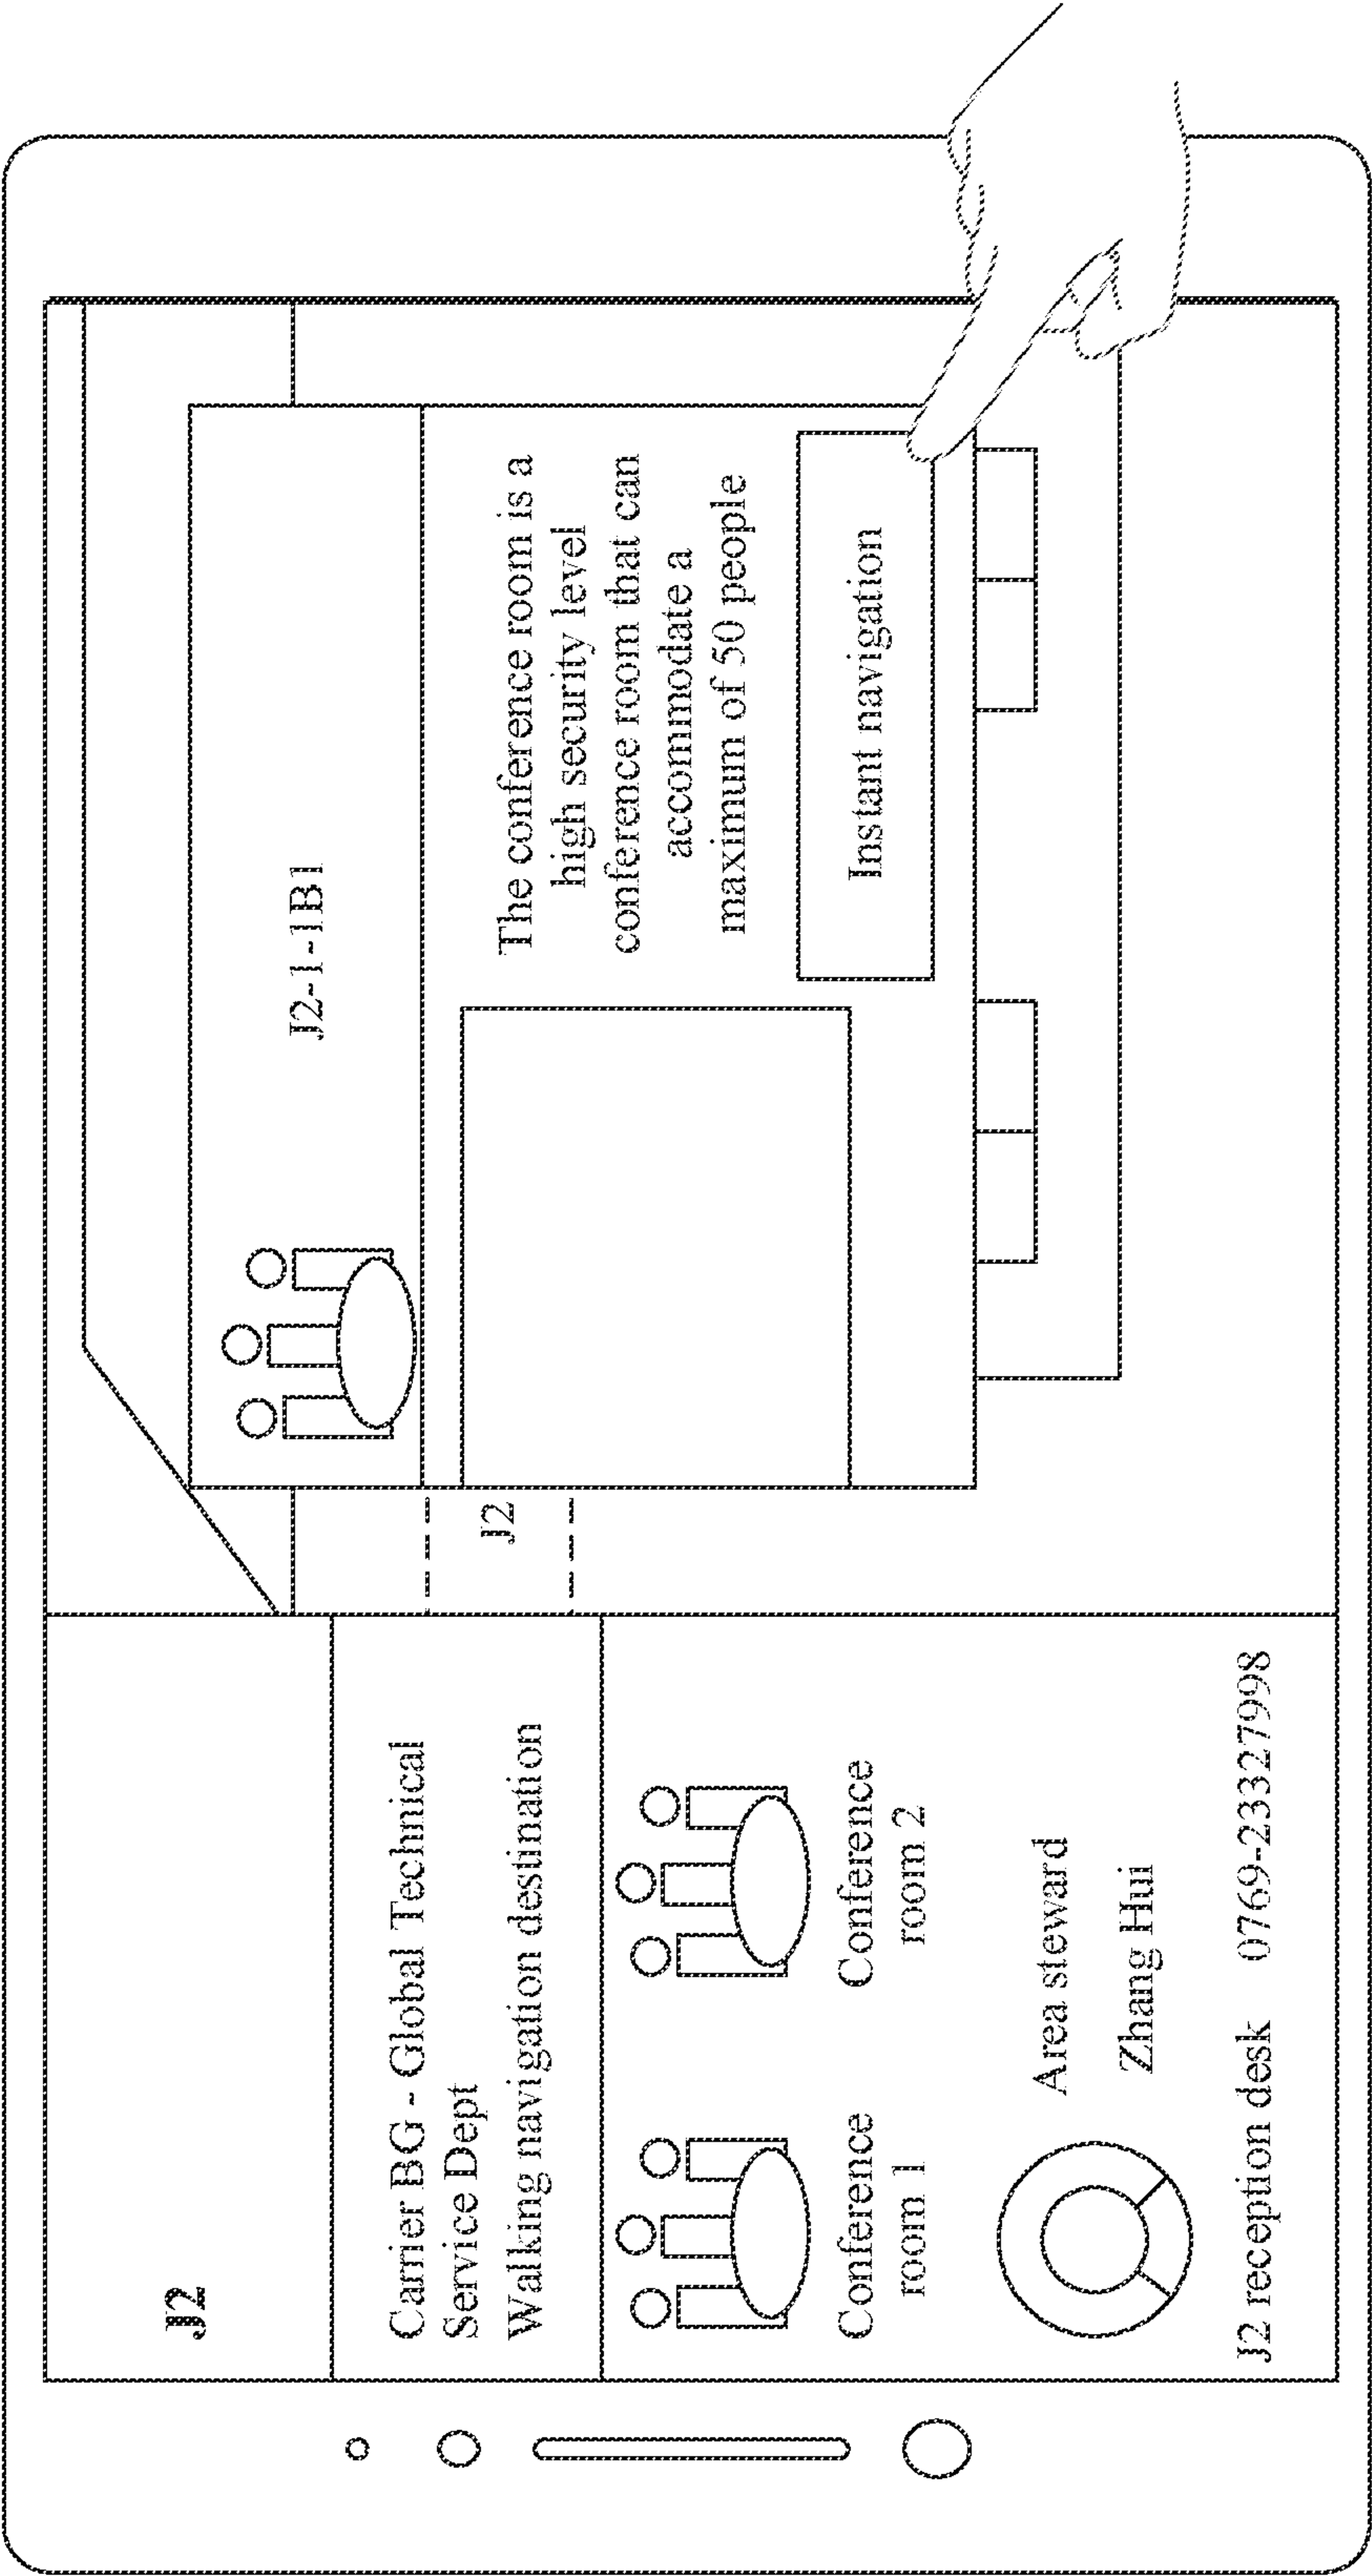 J2
Carrier BG - Global Technical
Service Dept
Walking navigation destination
Conference
room 1
Conference
room 2
Area steward
Zhang Hui
J2 reception desk 0769-23327998
J2
J2-1-1B1
The conference room is a
high security level
conference room that can
accommodate a
maximum of 50 people
Instant navigation